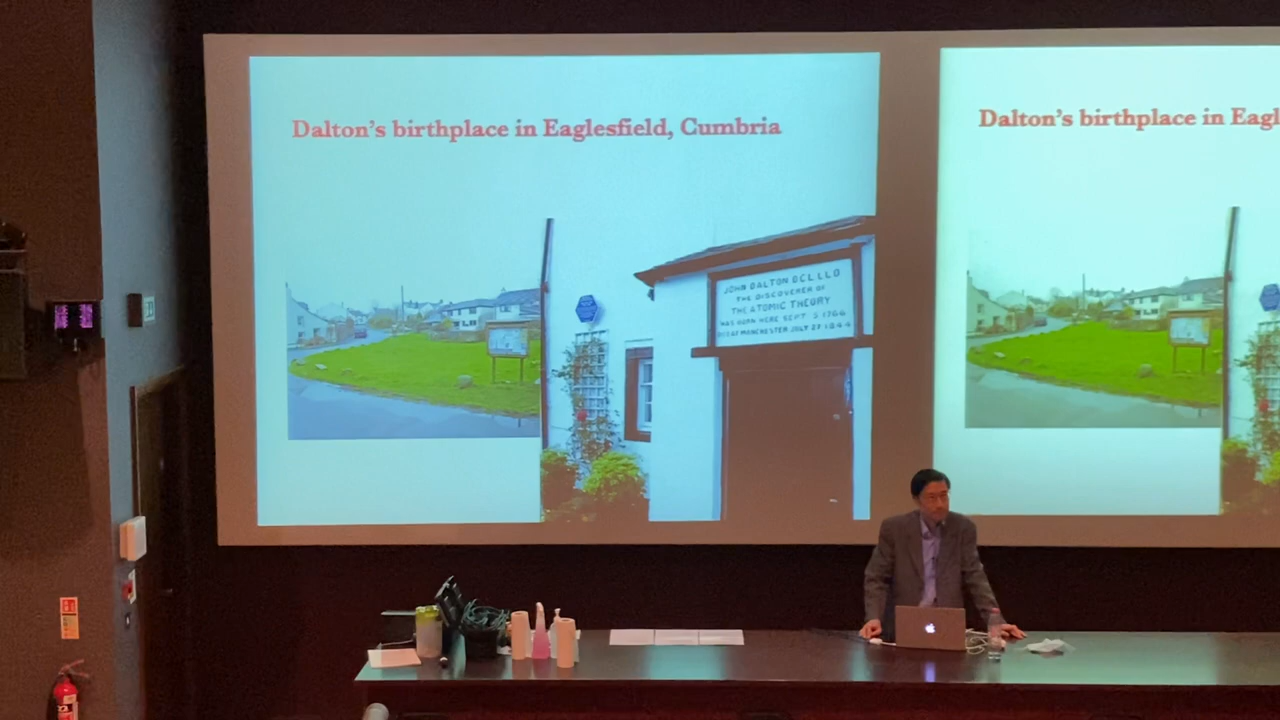 Dalton's birthplace in Eaglesfield, Cumbria
JOHN DALTON DCL.LLD
THE DISCOVERER OF
THE ATOMIC THEORY
WAS BORN HERE SEPT. 5 1766
DIED AT MANCHESTER JULY 27 1844
Dalton's birthplace in Eagl